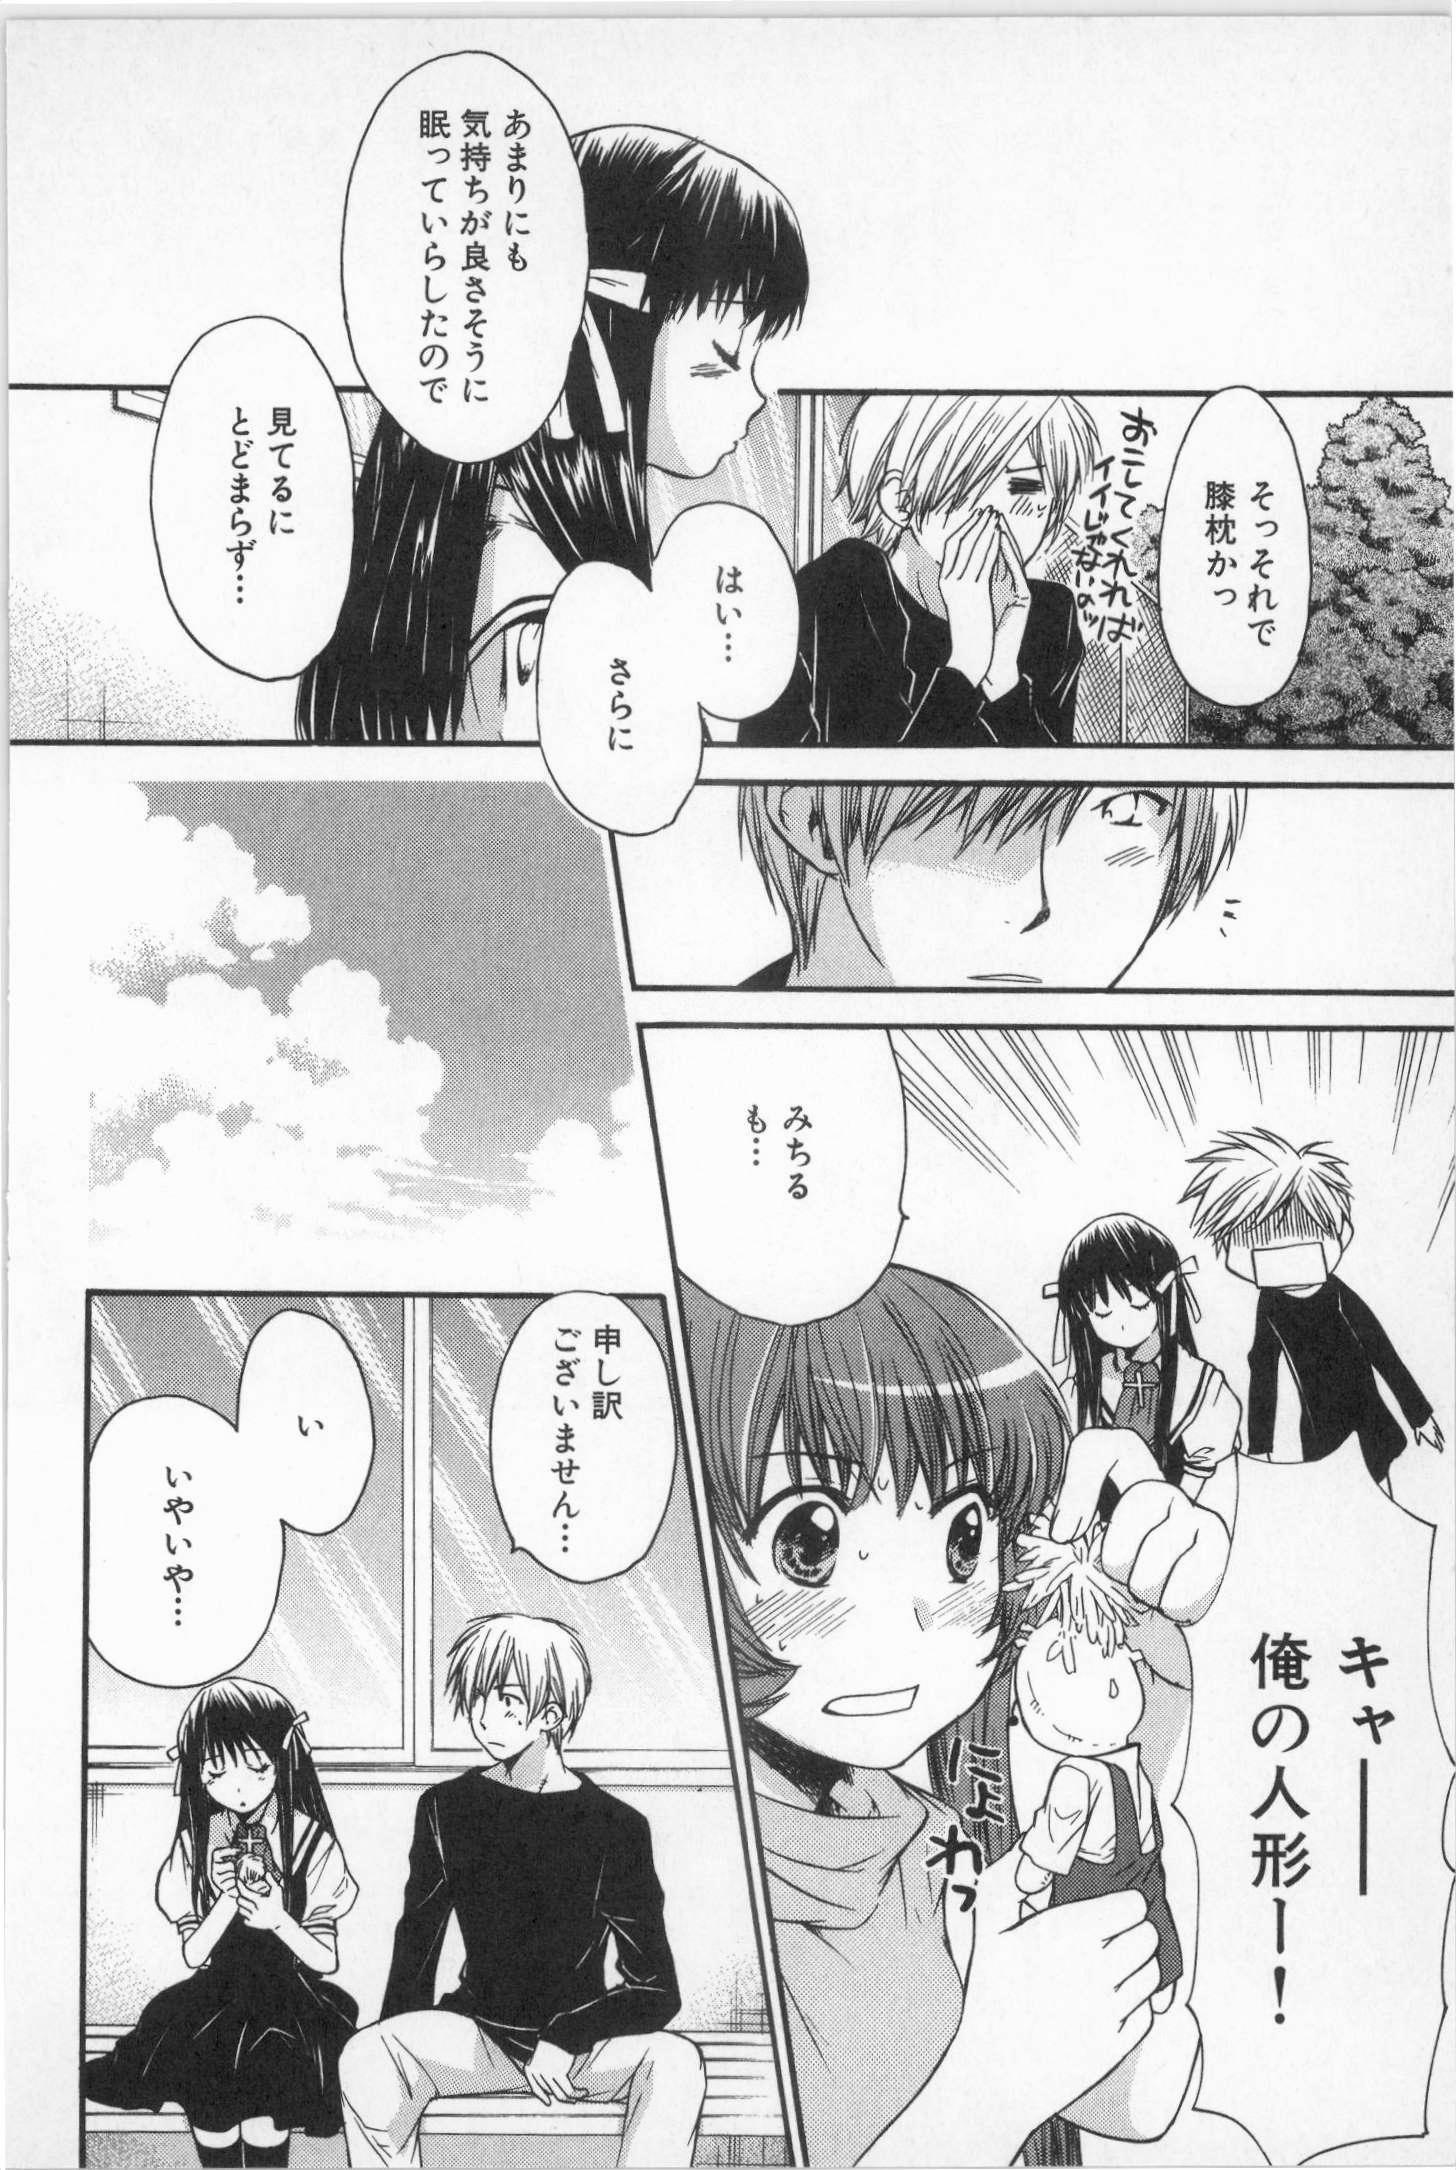 そっそれで
膝枕かっ
おこしてくれれば
イイじゃないのッ
あまりにも
気持ちが良さそうに
眠っていらしたので
見てるに
とどまらず…
はい…
さらに
みちる
も…
キャー
俺の人形ー!
にょ
わっ
申し訳
ございません…
い
いやいや…